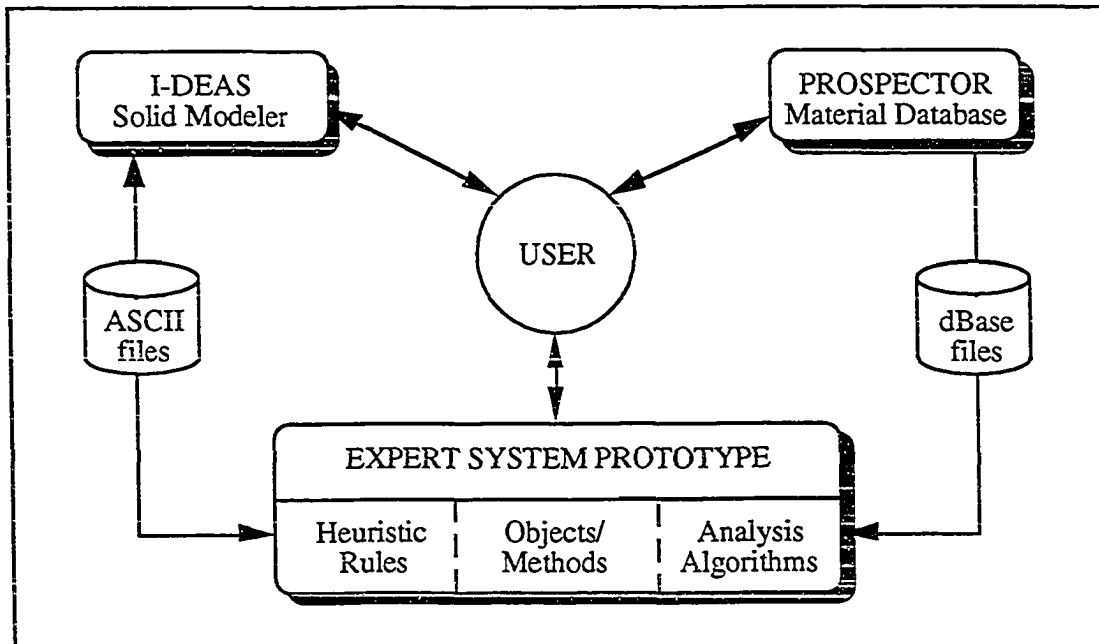 I-DEAS
Solid Modeler
PROSPECTOR
Material Database
USER
ASCII
files
dBase
files
EXPERT SYSTEM PROTOTYPE
Heuristic
Rules
Objects/
Methods
Analysis
Algorithms